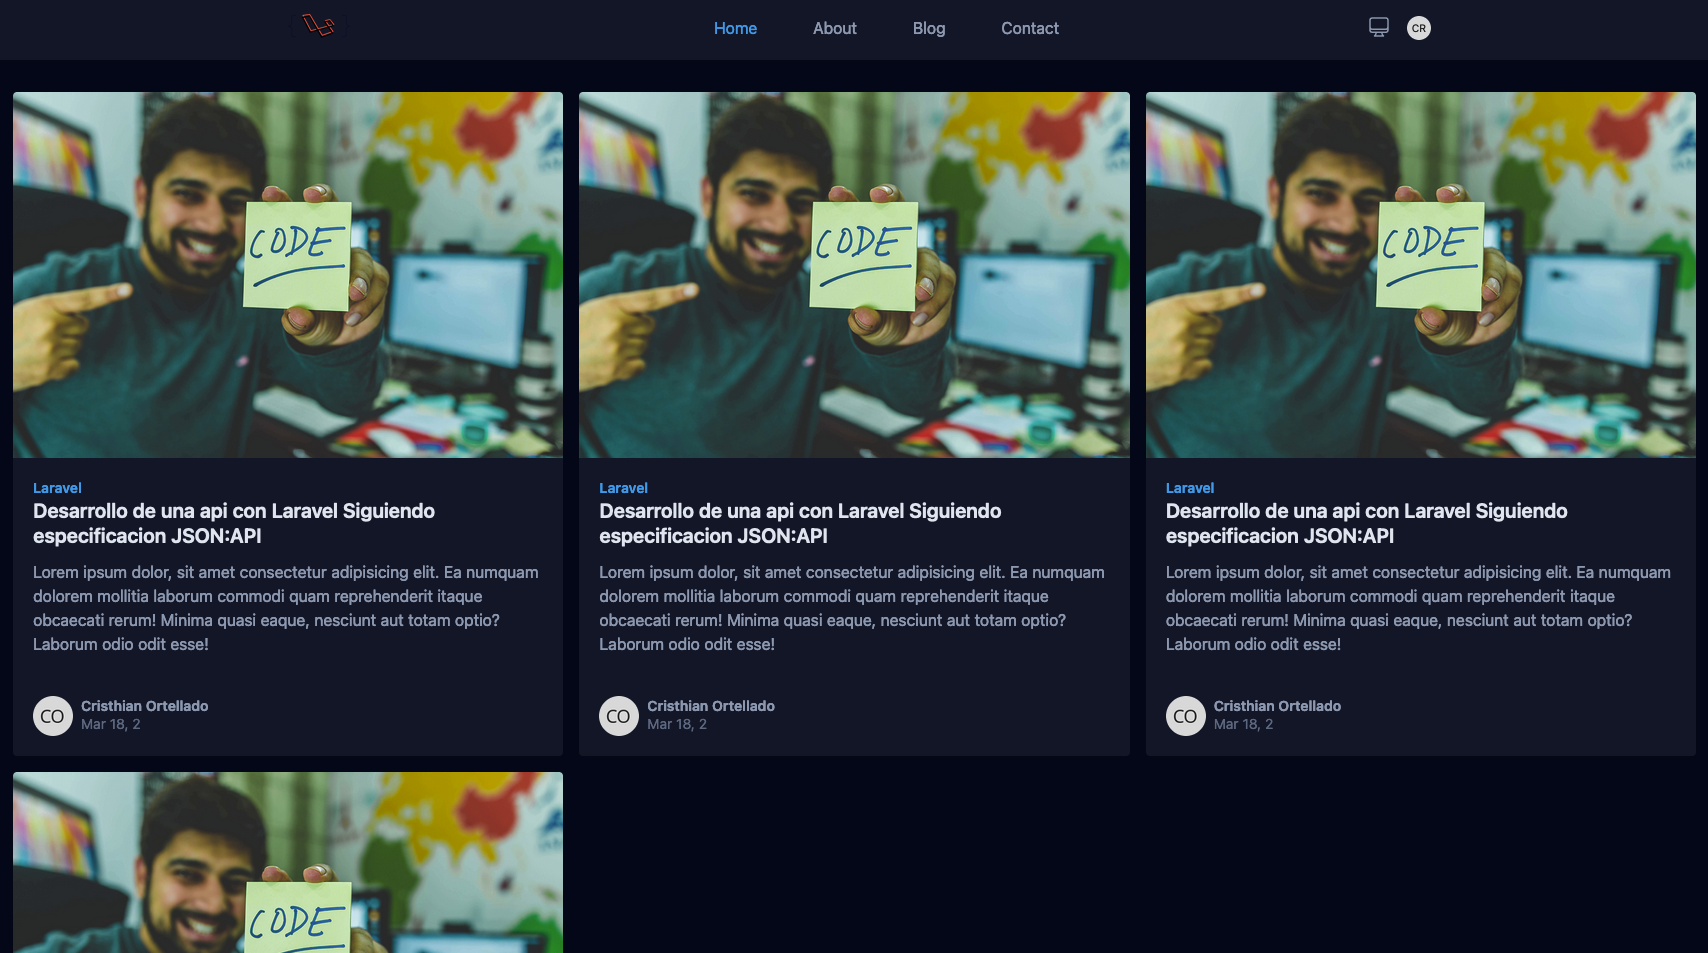 Home About Blog Contact CR
CODE
CODE
CODE
Laravel
Desarrollo de una api con Laravel Siguiendo
especificacion JSON:API
Lorem ipsum dolor, sit amet consectetur adipisicing elit. Ea numquam
dolorem mollitia laborum commodi quam reprehenderit itaque
obcaecati rerum! Minima quasi eaque, nesciunt aut totam optio?
Laborum odio odit esse!
CO
Cristhian Ortellado
Mar 18, 2
Laravel
Desarrollo de una api con Laravel Siguiendo
especificacion JSON:API
Lorem ipsum dolor, sit amet consectetur adipisicing elit. Ea numquam
dolorem mollitia laborum commodi quam reprehenderit itaque
obcaecati rerum! Minima quasi eaque, nesciunt aut totam optio?
Laborum odio odit esse!
CO
Cristhian Ortellado
Mar 18, 2
Laravel
Desarrollo de una api con Laravel Siguiendo
especificacion JSON:API
Lorem ipsum dolor, sit amet consectetur adipisicing elit. Ea numquam
dolorem mollitia laborum commodi quam reprehenderit itaque
obcaecati rerum! Minima quasi eaque, nesciunt aut totam optio?
Laborum odio odit esse!
CO
Cristhian Ortellado
Mar 18, 2
CODE